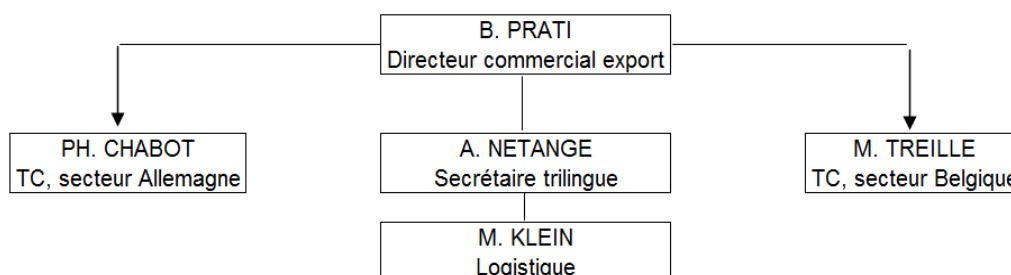 B. PRATI
Directeur commercial export
PH. CHABOT
TC, secteur Allemagne
A. NETANGE
Secrétaire trilingue
M. TREILLE
TC, secteur Belgique
M. KLEIN
Logistique